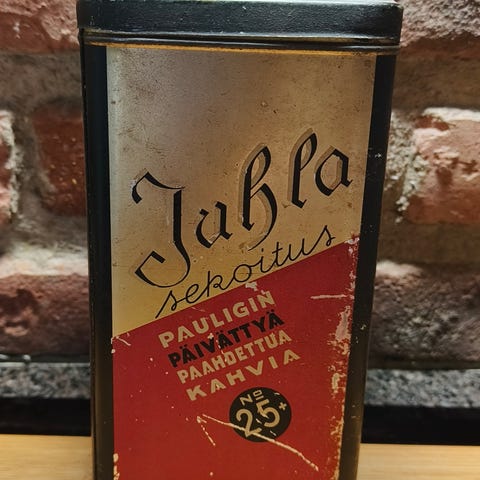 Juhla
sekoitus
PAULIGIN
PÄIVÄTTYÄ
PAAHDETTUA
KAHVIA
No
25+